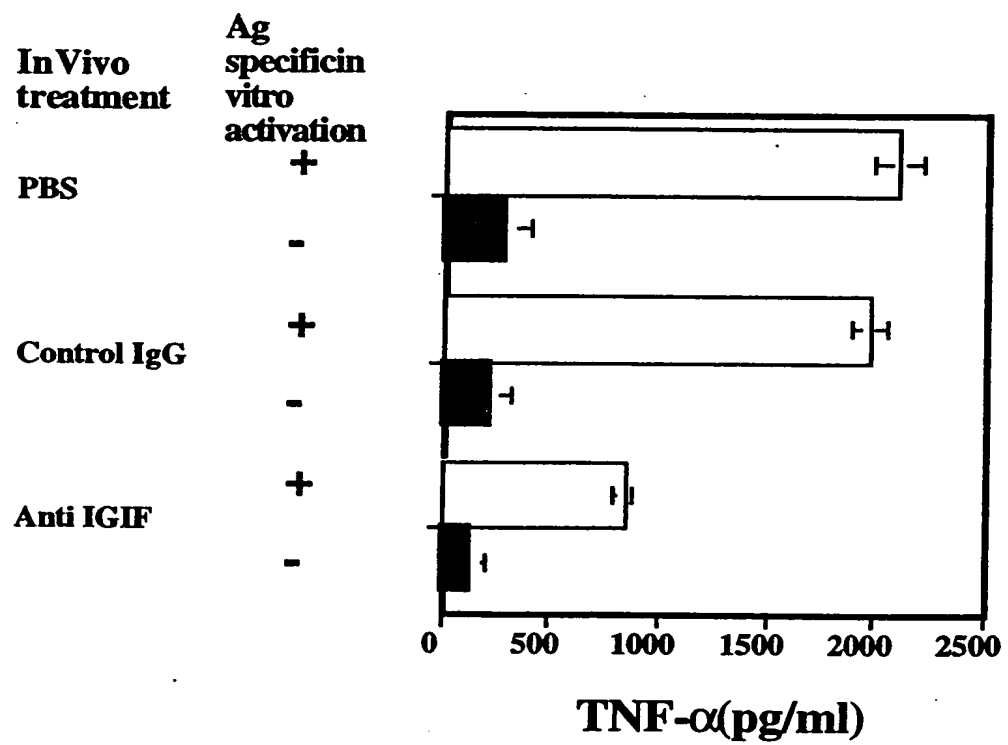 In Vivo
treatment
Ag
specificin
vitro
activation
PBS
+
-
Control IgG
+
-
Anti IGIF
+
-
0 500 1000 1500 2000 2500
TNF-α(pg/ml)